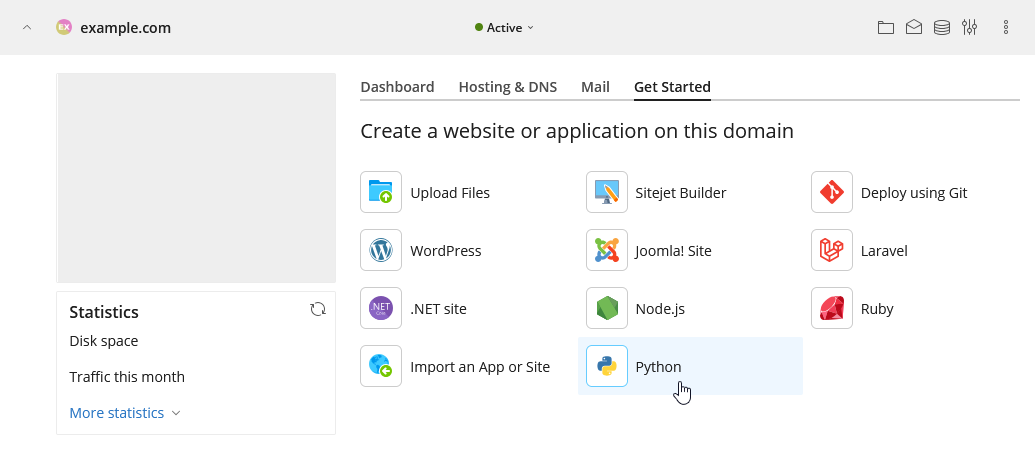 EX example.com
Active
Dashboard Hosting & DNS Mail Get Started
Create a website or application on this domain
Upload Files Sitejet Builder Deploy using Git
WordPress Joomla! Site Laravel
.NET .NET site Node.js Ruby
Import an App or Site Python
Statistics
Disk space
Traffic this month
More statistics